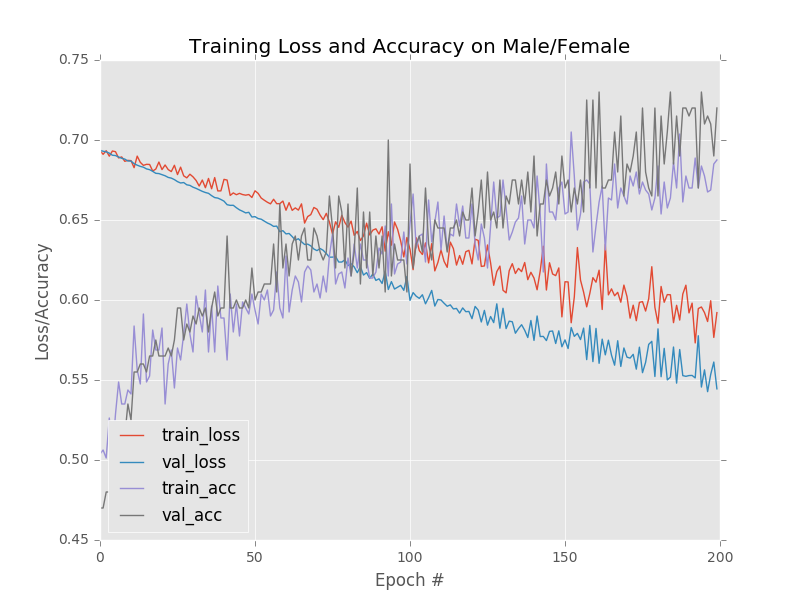 Training Loss and Accuracy on Male/Female
0.75
0.70
0.65
0.60
0.55
0.50
0.45
Loss/Accuracy
train_loss
val_loss
train_acc
val_acc
0 50 100 150 200
Epoch #